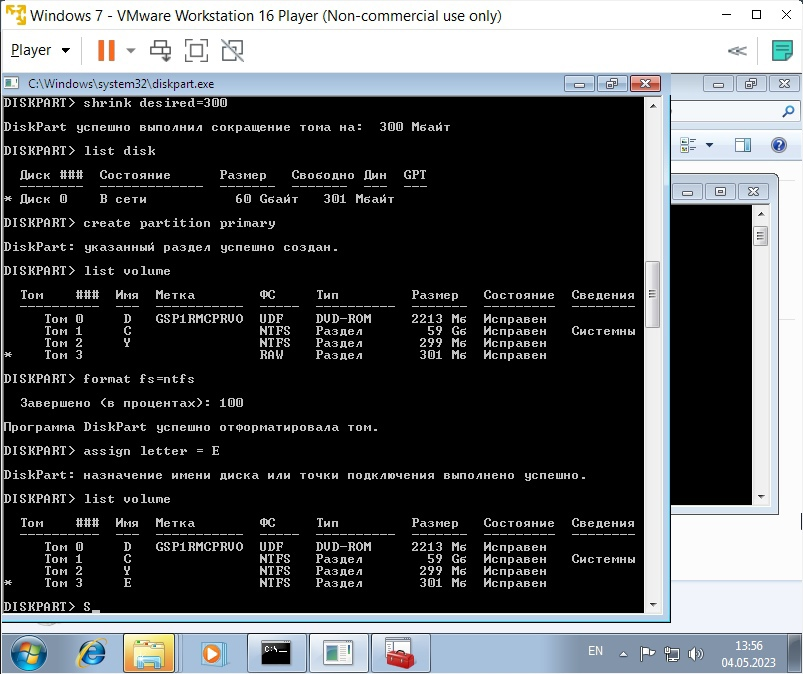 Windows 7 - VMware Workstation 16 Player (Non-commercial use only)
Player
C:\Windows\system32\diskpart.exe
DISKPART> shrink desired=300
DiskPart успешно выполнил сокращение тома на:  300 Мбайт
DISKPART> list disk
Диск ###  Состояние      Размер   Свободно Дин  GPT
* Диск 0    В сети           60 Gбайт   301 Mбайт
DISKPART> create partition primary
DiskPart: указанный раздел успешно создан.
DISKPART> list volume
Том    ###  Имя  Метка        ФС     Тип         Размер   Состояние  Сведения
Том 0     D   GSP1RMCPRVO  UDF    DVD-ROM     2213 Mб  Исправен
Том 1     C                NTFS   Раздел        59 Gб  Исправен   Системны
Том 2     Y                NTFS   Раздел       299 Mб  Исправен
* Том 3                      RAW    Раздел       301 Mб  Исправен
DISKPART> format fs=ntfs
Завершено (в процентах): 100
Программа DiskPart успешно отформатировала том.
DISKPART> assign letter = E
DiskPart: назначение имени диска или точки подключения выполнено успешно.
DISKPART> list volume
Том    ###  Имя  Метка        ФС     Тип         Размер   Состояние  Сведения
Том 0     D   GSP1RMCPRVO  UDF    DVD-ROM     2213 Mб  Исправен
Том 1     C                NTFS   Раздел        59 Gб  Исправен   Системны
Том 2     Y                NTFS   Раздел       299 Mб  Исправен
* Том 3     E                NTFS   Раздел       301 Mб  Исправен
DISKPART> S_
EN
13:56
04.05.2023